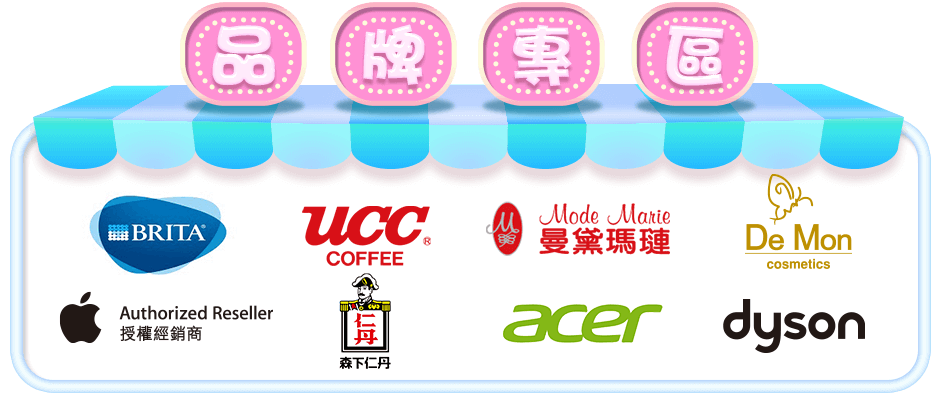 品牌專區
BRITA®
UCC®
COFFEE
M
Mode Marie
曼黛瑪璉
De Mon
cosmetics
Authorized Reseller
授權經銷商
仁丹
森下仁丹
acer
dyson